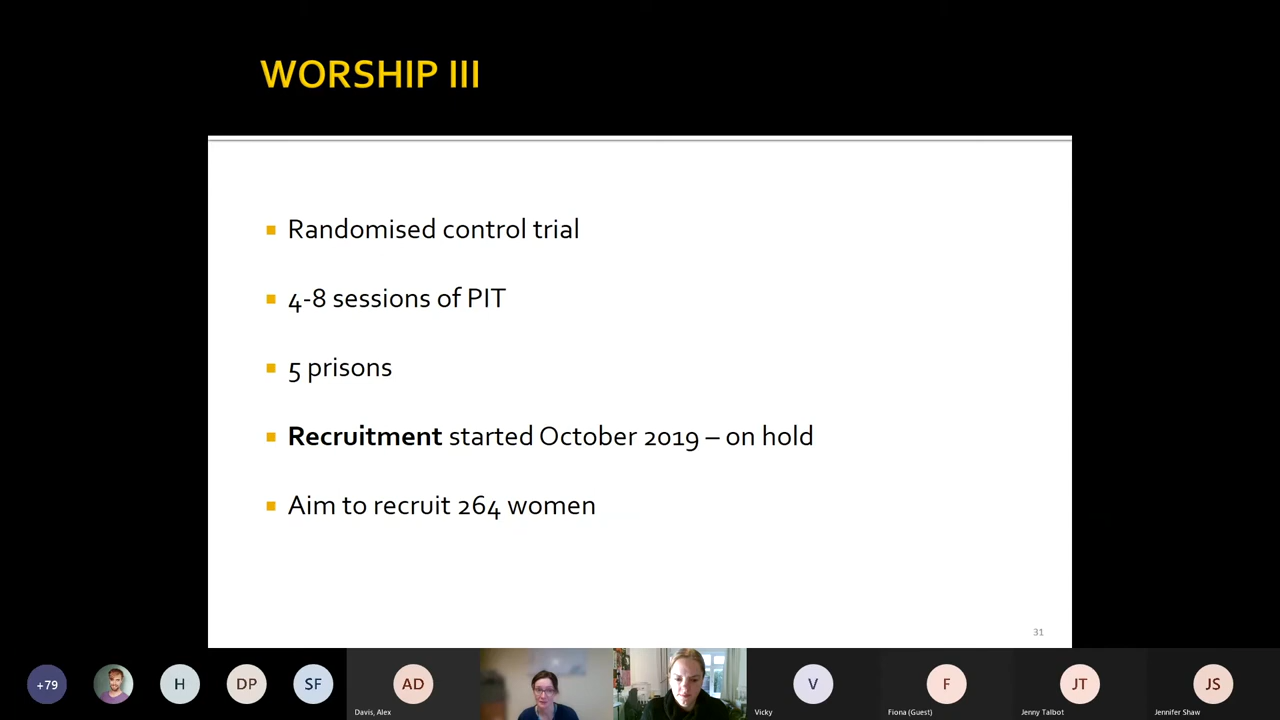 WORSHIP III
Randomised control trial
4-8 sessions of PIT
5 prisons
Recruitment started October 2019 – on hold
Aim to recruit 264 women
31
+79
H
DP
SF
AD
Davis, Alex
V
Vicky
F
Fiona (Guest)
JT
Jenny Talbot
JS
Jennifer Shaw